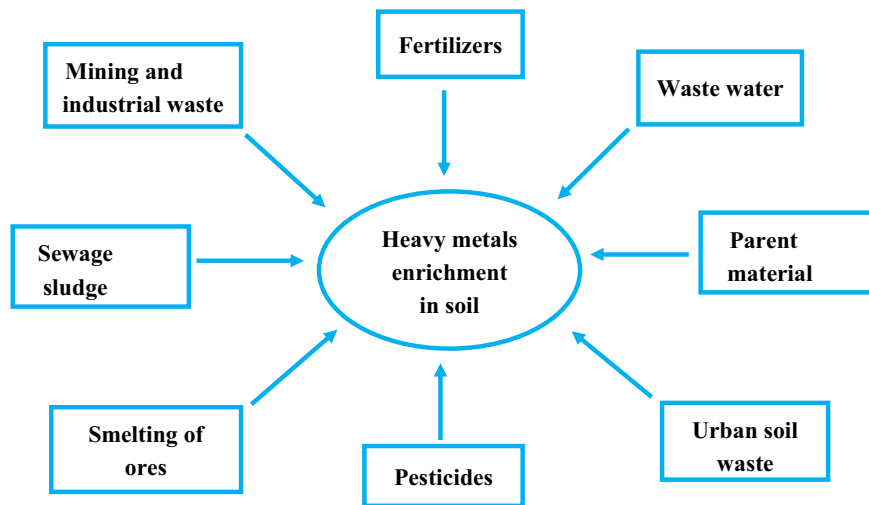 Fertilizers
Mining and
industrial waste
Waste water
Heavy metals
enrichment
in soil
Sewage
sludge
Parent
material
Smelting of
ores
Pesticides
Urban soil
waste